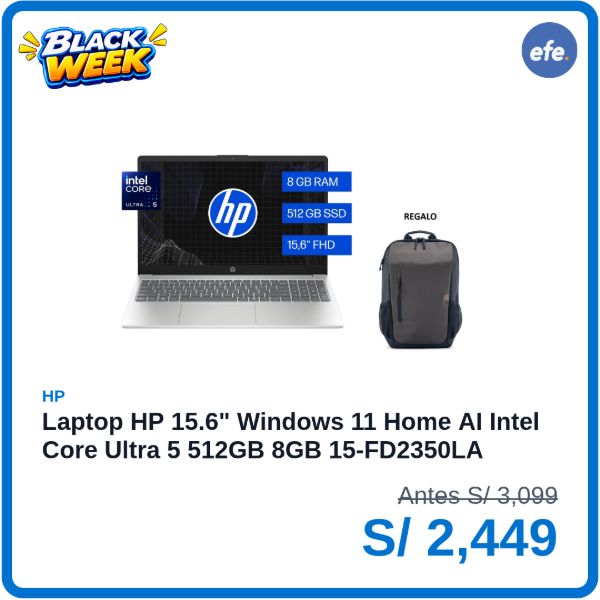 BLACK
WEEK
efe.
intel
CORE
ULTRA 5
hp
8 GB RAM
512 GB SSD
15,6" FHD
REGALO
HP
Laptop HP 15.6" Windows 11 Home AI Intel
Core Ultra 5 512GB 8GB 15-FD2350LA
Antes S/ 3,099
S/ 2,449